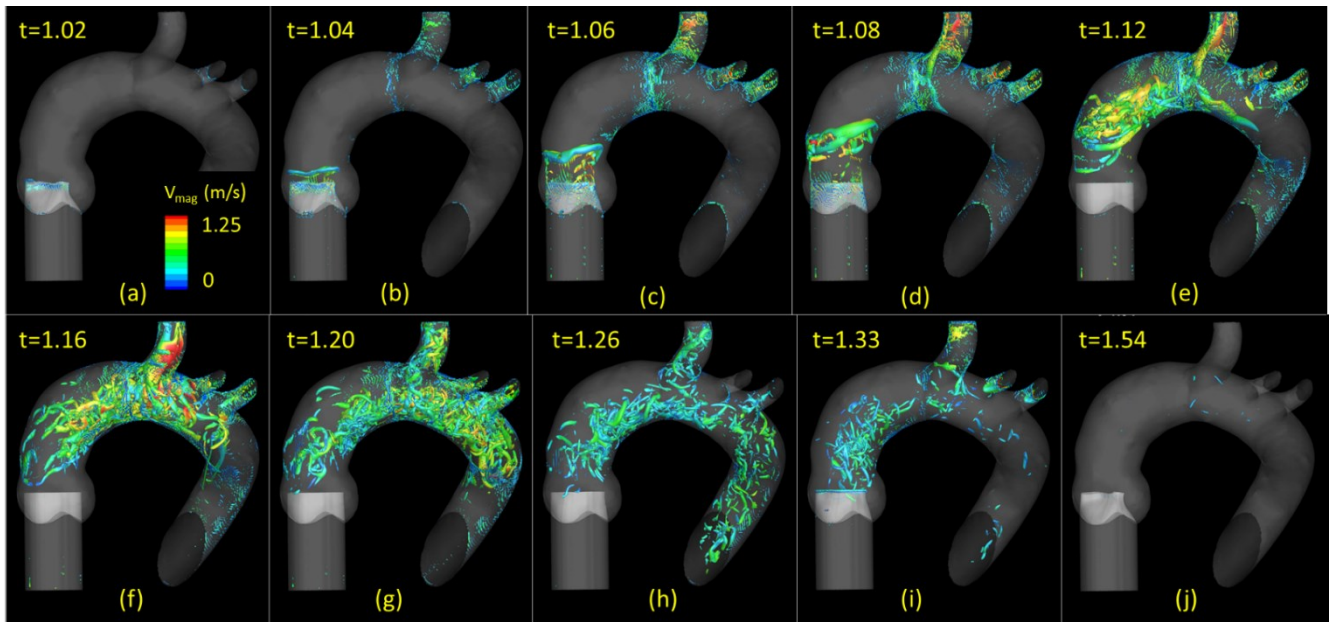 t=1.02
t=1.04
t=1.06
t=1.08
t=1.12
Vmag (m/s)
1.25
0
(a)
(b)
(c)
(d)
(e)
t=1.16
t=1.20
t=1.26
t=1.33
t=1.54
(f)
(g)
(h)
(i)
(j)